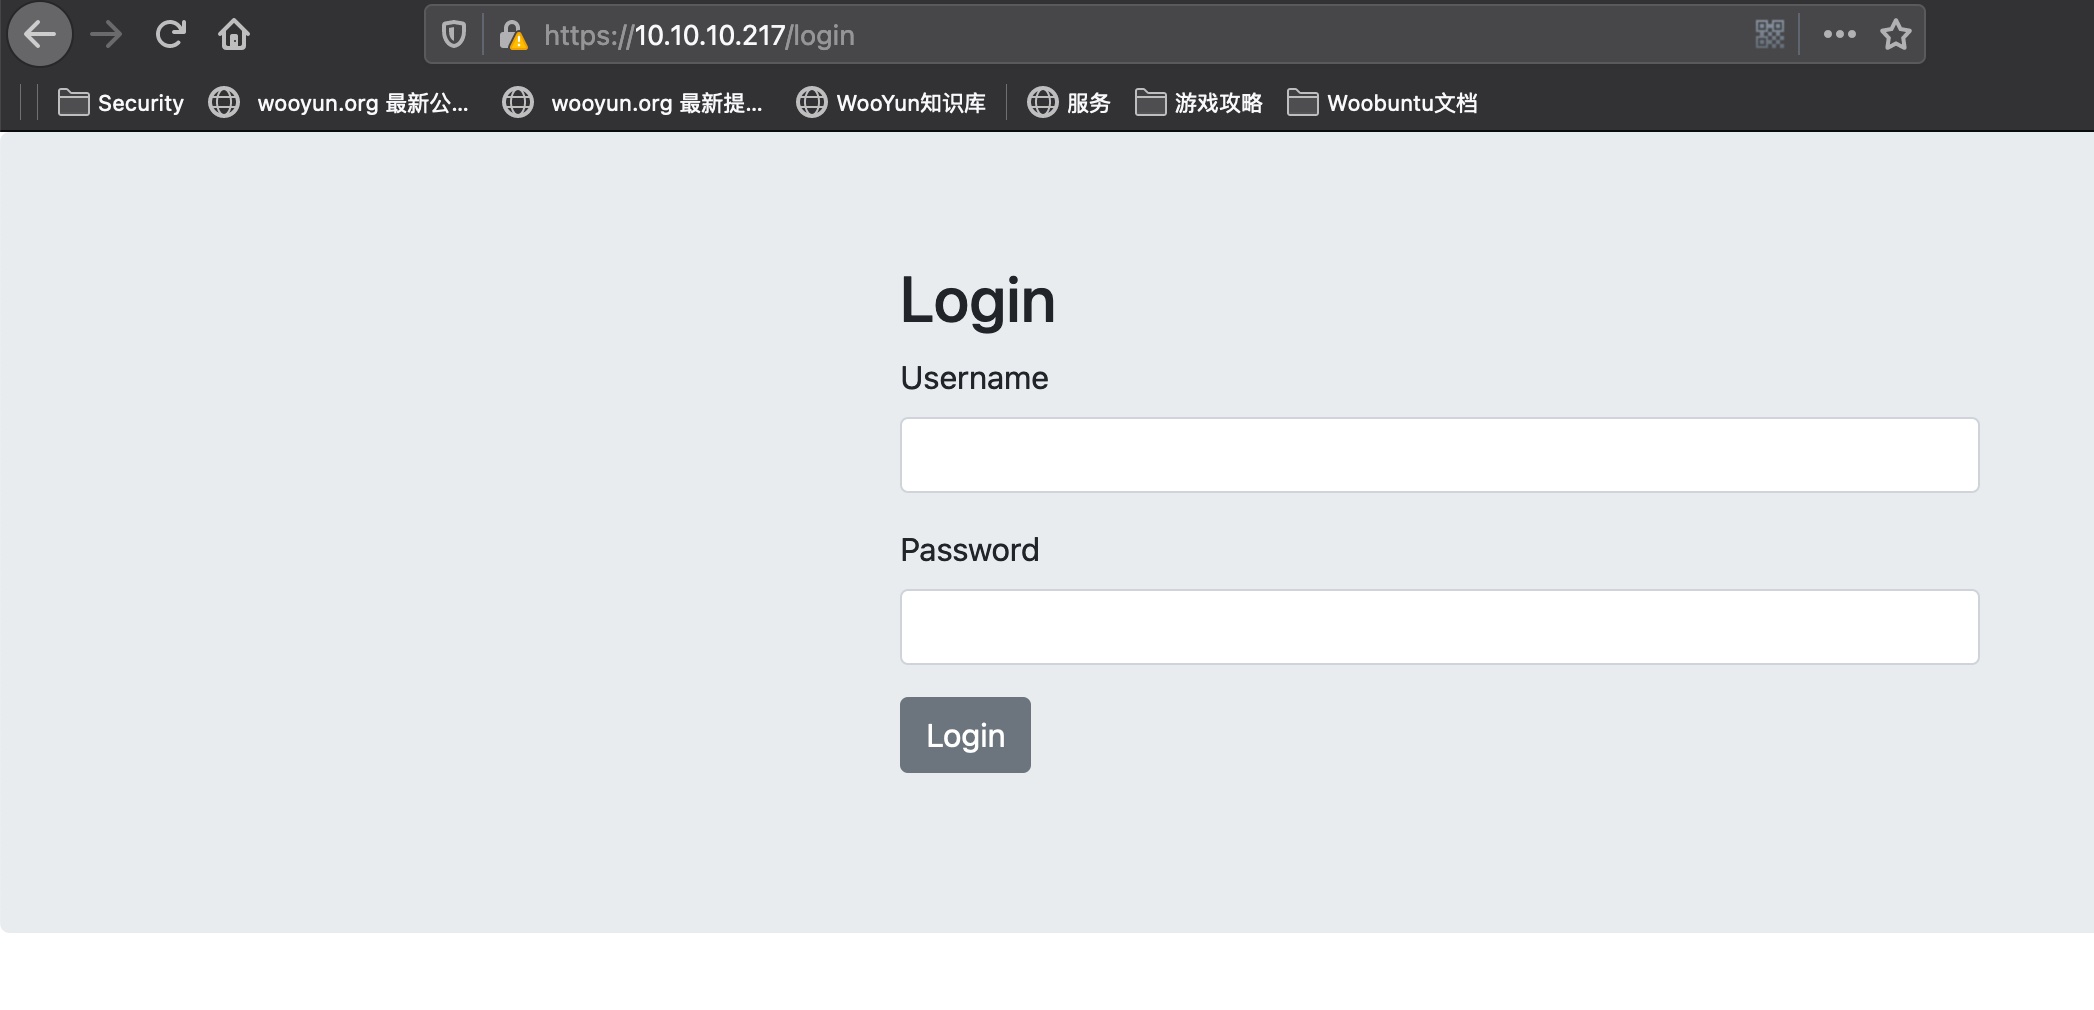 https://10.10.10.217/login
Security wooyun.org 最新公... wooyun.org 最新提... WooYun知识库 服务 游戏攻略 Woobuntu文档
Login
Username
Password
Login